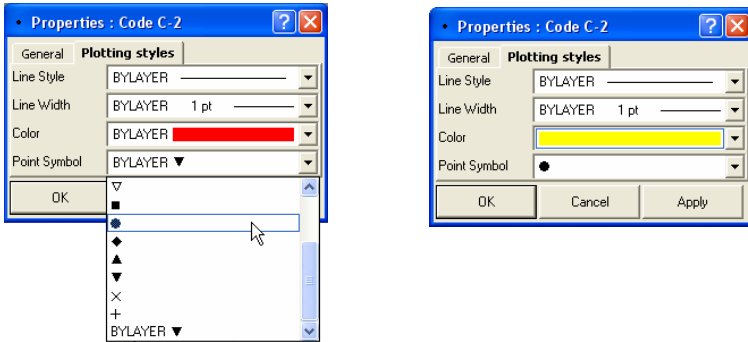 Properties : Code C-2
General Plotting styles
Line Style BYLAYER
Line Width BYLAYER 1 pt
Color BYLAYER
Point Symbol BYLAYER ▼
OK
▽
■
●
◆
▲
▼
×
+
BYLAYER ▼
Properties : Code C-2
General Plotting styles
Line Style BYLAYER
Line Width BYLAYER 1 pt
Color
Point Symbol ●
OK Cancel Apply